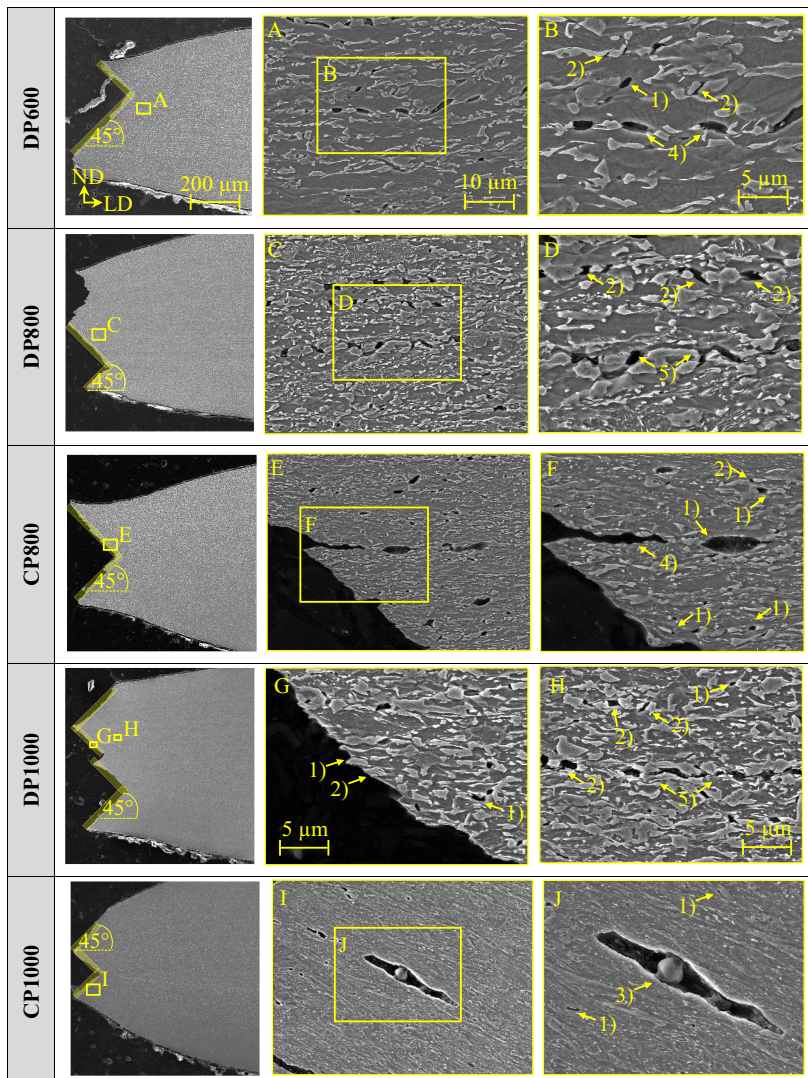 DP600
A
45°
ND
LD
200 µm
A
B
10 µm
B
2)
1)
2)
4)
5 µm
DP800
C
45°
C
D
D
2)
2)
2)
5)
CP800
E
45°
E
F
F
2)
1)
1)
4)
1)
1)
DP1000
G
H
45°
G
1)
2)
1)
5 µm
H
1)
2)
2)
2)
5)
5 µm
CP1000
45°
I
I
J
J
1)
3)
1)